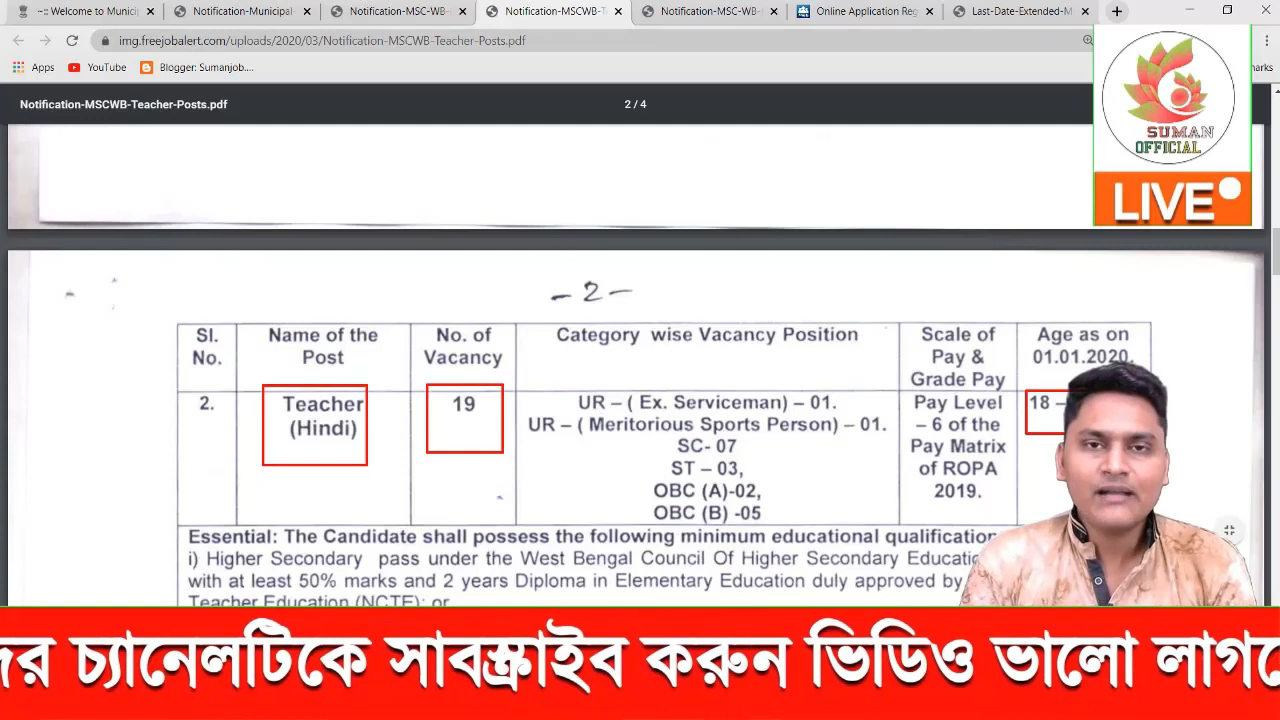 -:: Welcome to Munici
Notification-Municipal
Notification-MSC-WB-
Notification-MSCWB-T
Notification-MSC-WB-
Online Application Reg
Last-Date-Extended-M
img.freejobalert.com/uploads/2020/03/Notification-MSCWB-Teacher-Posts.pdf
Apps
YouTube
Blogger: Sumanjob....
Notification-MSCWB-Teacher-Posts.pdf
2 / 4
SUMAN
OFFICIAL
LIVE
- 2 -
Sl. No.
Name of the Post
No. of Vacancy
Category wise Vacancy Position
Scale of Pay & Grade Pay
Age as on 01.01.2020.
2.
Teacher (Hindi)
19
UR – ( Ex. Serviceman) – 01.
UR – ( Meritorious Sports Person) – 01.
SC- 07
ST – 03,
OBC (A)-02,
OBC (B) -05
Pay Level
– 6 of the
Pay Matrix
of ROPA
2019.
18 –
Essential: The Candidate shall possess the following minimum educational qualification
i) Higher Secondary pass under the West Bengal Council Of Higher Secondary Educatio
with at least 50% marks and 2 years Diploma in Elementary Education duly approved by
Teacher Education (NCTE); or
চ্যানেলটিকে সাবস্ক্রাইব করুন ভিডিও ভালো লাগ